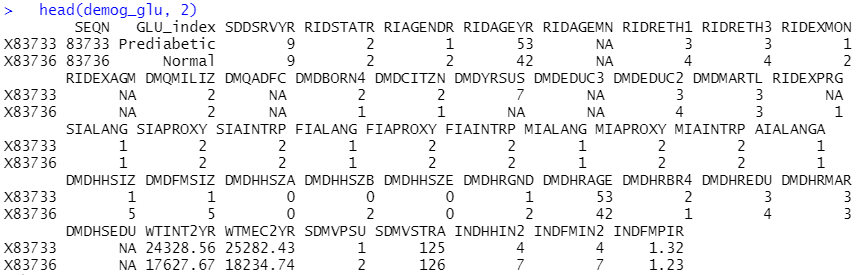 > head(demog_glu, 2)
SEQN GLU_index SDDSRVYR RIDSTATR RIAGENDR RIDAGEYR RIDAGEMN RIDRETH1 RIDRETH3 RIDEXMON
X83733 83733 Prediabetic 9 2 1 53 NA 3 3 1
X83736 83736 Normal 9 2 2 42 NA 4 4 2
RIDEXAGM DMQMILIZ DMQADFC DMDBORN4 DMDCITZN DMDYRSUS DMDEDUC3 DMDEDUC2 DMDMARTL RIDEXPRG
X83733 NA 2 NA 2 2 7 NA 3 3 NA
X83736 NA 2 NA 1 1 NA NA 4 3 1
SIALANG SIAPROXY SIAINTRP FIALANG FIAPROXY FIAINTRP MIALANG MIAPROXY MIAINTRP AIALANGA
X83733 1 2 2 1 2 2 1 2 2 1
X83736 1 2 2 1 2 2 1 2 2 1
DMDHHSIZ DMDFMSIZ DMDHHSZA DMDHHSZB DMDHHSZE DMDHRGND DMDHRAGE DMDHRBR4 DMDHREDU DMDHRMAR
X83733 1 1 0 0 0 1 53 2 3 3
X83736 5 5 0 2 0 2 42 1 4 3
DMDHSEDU WTINT2YR WTMEC2YR SDMVPSU SDMVSTRA INDHHIN2 INDFMIN2 INDFMPIR
X83733 NA 24328.56 25282.43 1 125 4 4 1.32
X83736 NA 17627.67 18234.74 2 126 7 7 1.23